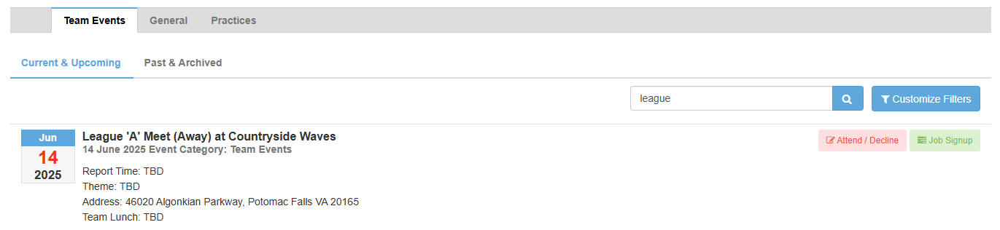 Team Events General Practices
Current & Upcoming Past & Archived
league Customize Filters
Jun
14
2025
League 'A' Meet (Away) at Countryside Waves
14 June 2025 Event Category: Team Events
Attend / Decline Job Signup
Report Time: TBD
Theme: TBD
Address: 46020 Algonkian Parkway, Potomac Falls VA 20165
Team Lunch: TBD